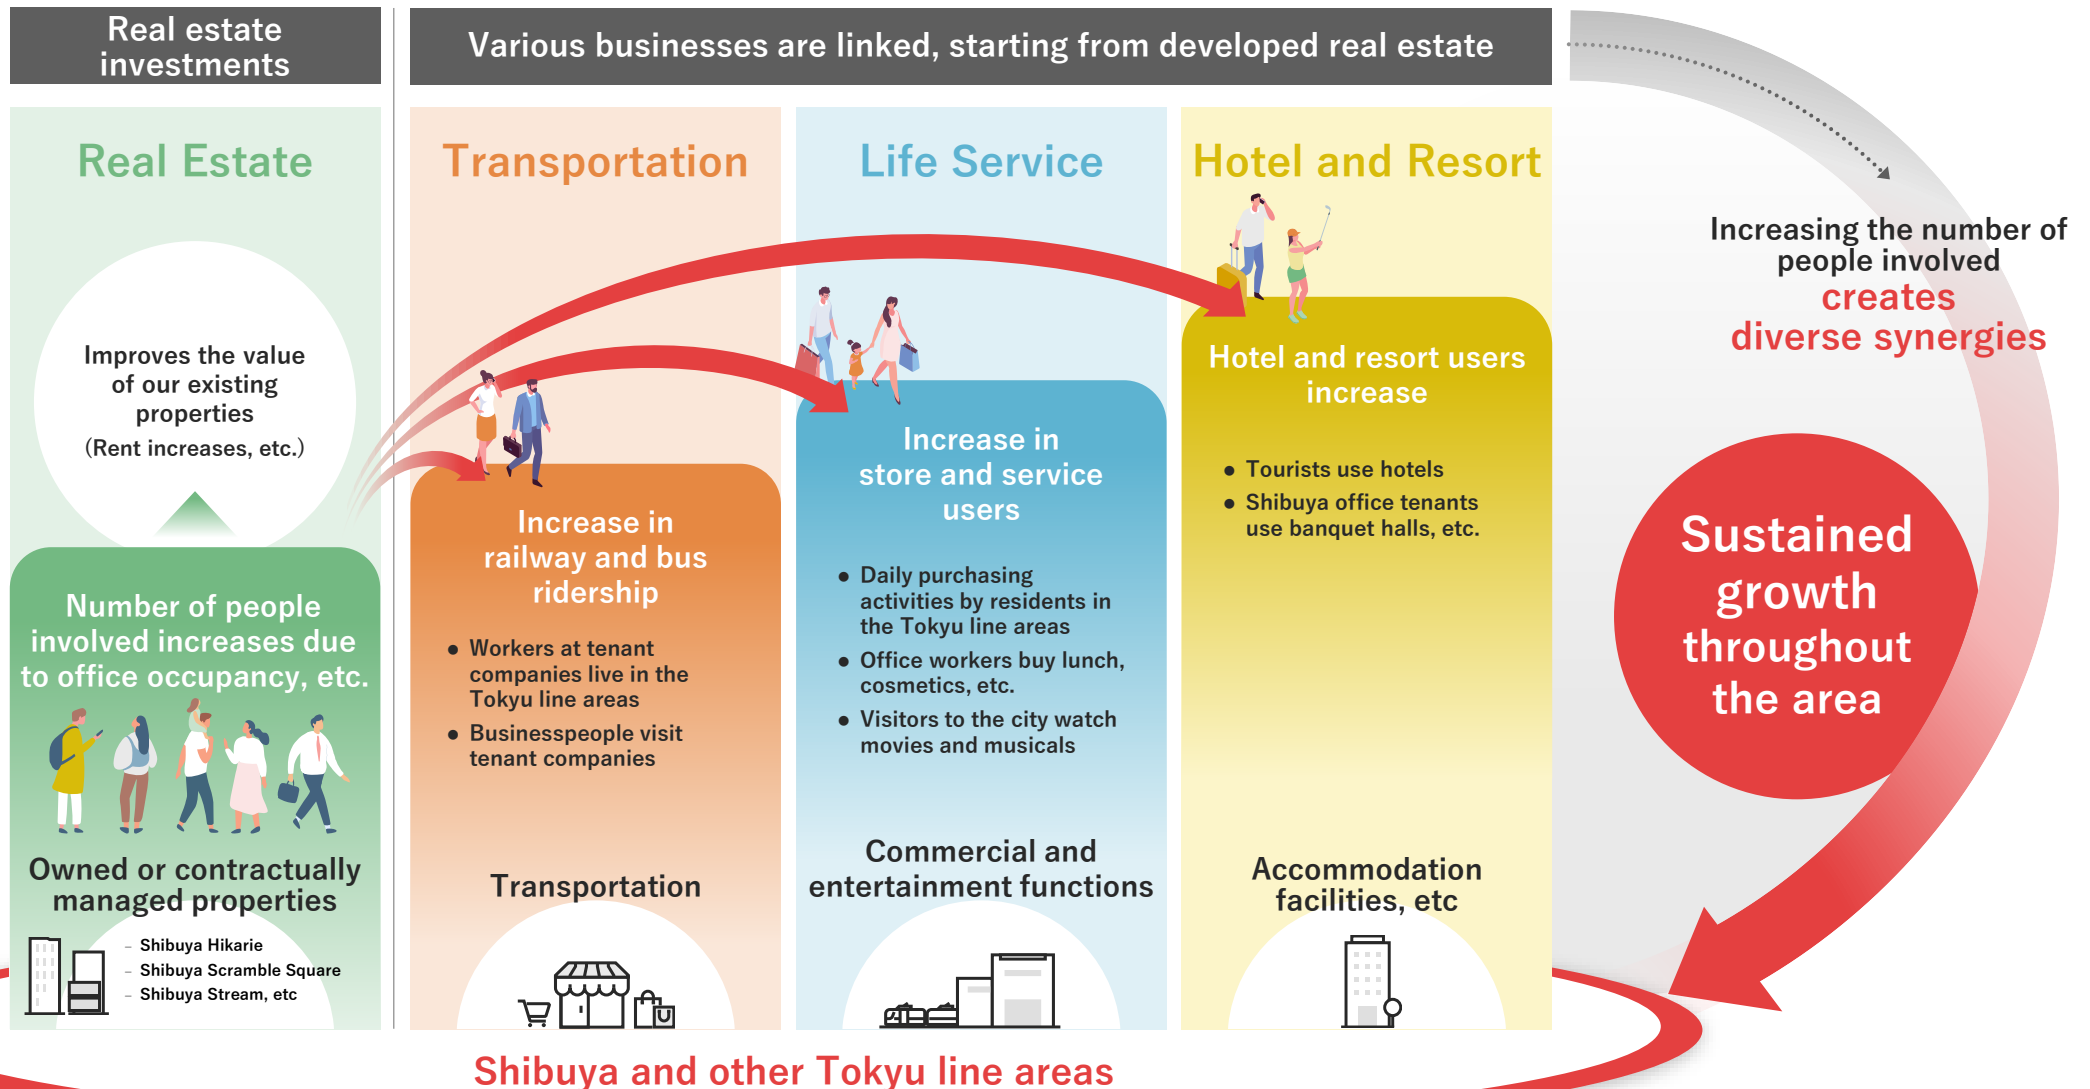 Real estate
investments
Various businesses are linked, starting from developed real estate
Real Estate
Improves the value
of our existing
properties
(Rent increases, etc.)
Number of people
involved increases due
to office occupancy, etc.
Owned or contractually
managed properties
– Shibuya Hikarie
– Shibuya Scramble Square
– Shibuya Stream, etc
Transportation
Increase in
railway and bus
ridership
● Workers at tenant
companies live in the
Tokyu line areas
● Businesspeople visit
tenant companies
Transportation
Life Service
Increase in
store and service
users
● Daily purchasing
activities by residents in
the Tokyu line areas
● Office workers buy lunch,
cosmetics, etc.
● Visitors to the city watch
movies and musicals
Commercial and
entertainment functions
Hotel and Resort
Hotel and resort users
increase
● Tourists use hotels
● Shibuya office tenants
use banquet halls, etc.
Accommodation
facilities, etc
Increasing the number of
people involved
creates
diverse synergies
Sustained
growth
throughout
the area
Shibuya and other Tokyu line areas